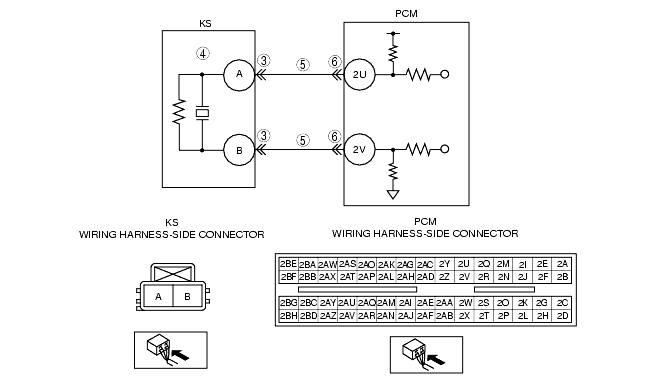 KS
PCM
4
A
3
5
6
2U
B
3
5
6
2V
KS
WIRING HARNESS-SIDE CONNECTOR
PCM
WIRING HARNESS-SIDE CONNECTOR
A B
2BE 2BA 2AW 2AS 2AO 2AK 2AG 2AC 2Y 2U 2Q 2M 2I 2E 2A
2BF 2BB 2AX 2AT 2AP 2AL 2AH 2AD 2Z 2V 2R 2N 2J 2F 2B
2BG 2BC 2AY 2AU 2AQ 2AM 2AI 2AE 2AA 2W 2S 2O 2K 2G 2C
2BH 2BD 2AZ 2AV 2AR 2AN 2AJ 2AF 2AB 2X 2T 2P 2L 2H 2D